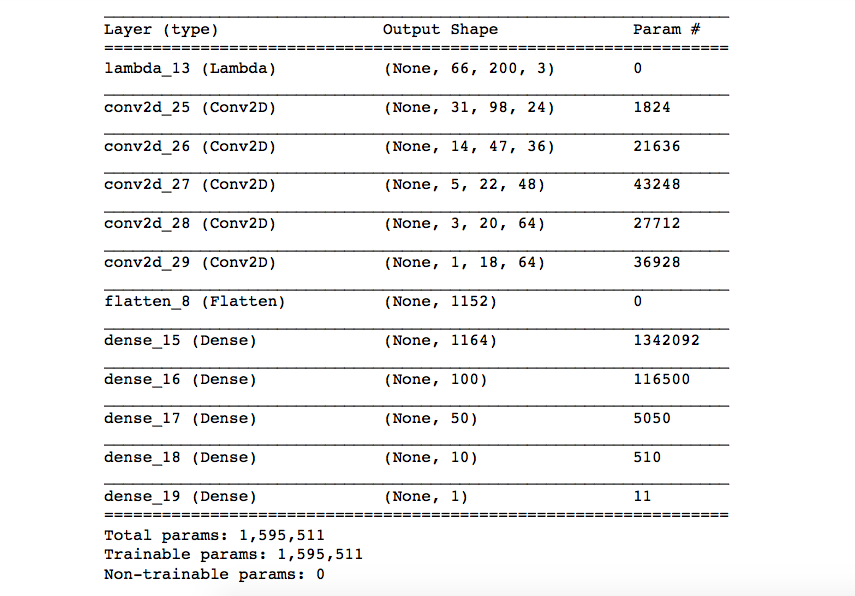 Layer (type) Output Shape Param #
=================================================================
lambda_13 (Lambda) (None, 66, 200, 3) 0
conv2d_25 (Conv2D) (None, 31, 98, 24) 1824
conv2d_26 (Conv2D) (None, 14, 47, 36) 21636
conv2d_27 (Conv2D) (None, 5, 22, 48) 43248
conv2d_28 (Conv2D) (None, 3, 20, 64) 27712
conv2d_29 (Conv2D) (None, 1, 18, 64) 36928
flatten_8 (Flatten) (None, 1152) 0
dense_15 (Dense) (None, 1164) 1342092
dense_16 (Dense) (None, 100) 116500
dense_17 (Dense) (None, 50) 5050
dense_18 (Dense) (None, 10) 510
dense_19 (Dense) (None, 1) 11
=================================================================
Total params: 1,595,511
Trainable params: 1,595,511
Non-trainable params: 0